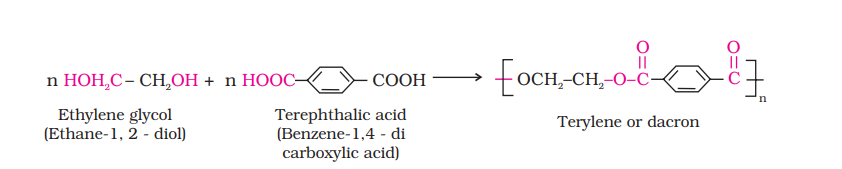 O O
n HOH₂C – CH₂OH + n HOOC COOH OCH₂–CH₂–O–C C
n
Ethylene glycol Terephthalic acid Terylene or dacron
(Ethane-1, 2 - diol) (Benzene-1,4 - di
carboxylic acid)